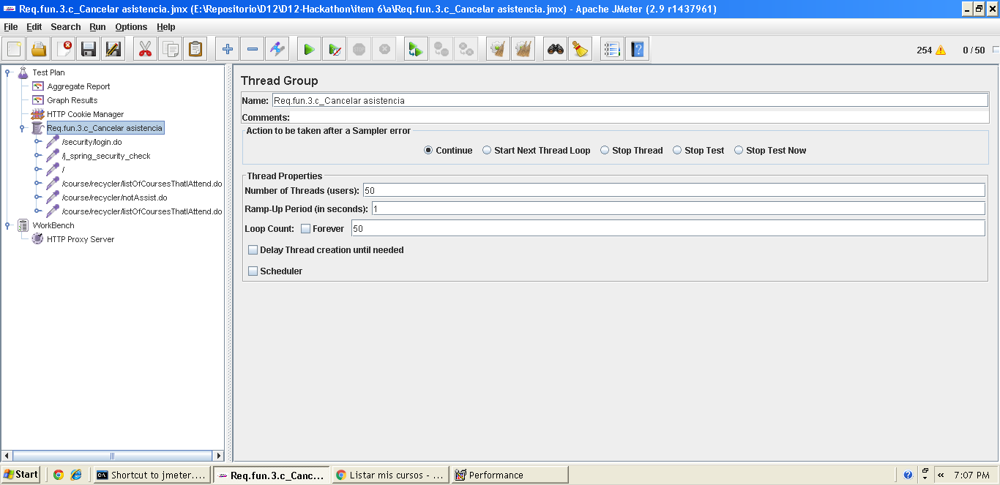 Req.fun.3.c_Cancelar asistencia.jmx (E:\Repositorio\D12\D12-Hackathon\item 6\a\Req.fun.3.c_Cancelar asistencia.jmx) - Apache JMeter (2.9 r1437961)
File Edit Search Run Options Help
254 0 / 50
Test Plan
Aggregate Report
Graph Results
HTTP Cookie Manager
Req.fun.3.c_Cancelar asistencia
/security/login.do
/j_spring_security_check
/
/course/recycler/listOfCoursesThatIAttend.do
/course/recycler/notAssist.do
/course/recycler/listOfCoursesThatIAttend.do
WorkBench
HTTP Proxy Server
Thread Group
Name: Req.fun.3.c_Cancelar asistencia
Comments:
Action to be taken after a Sampler error
Continue Start Next Thread Loop Stop Thread Stop Test Stop Test Now
Thread Properties
Number of Threads (users): 50
Ramp-Up Period (in seconds): 1
Loop Count: Forever 50
Delay Thread creation until needed
Scheduler
Start Shortcut to jmeter.... Req.fun.3.c_Canc... Listar mis cursos - ... Performance 7:07 PM